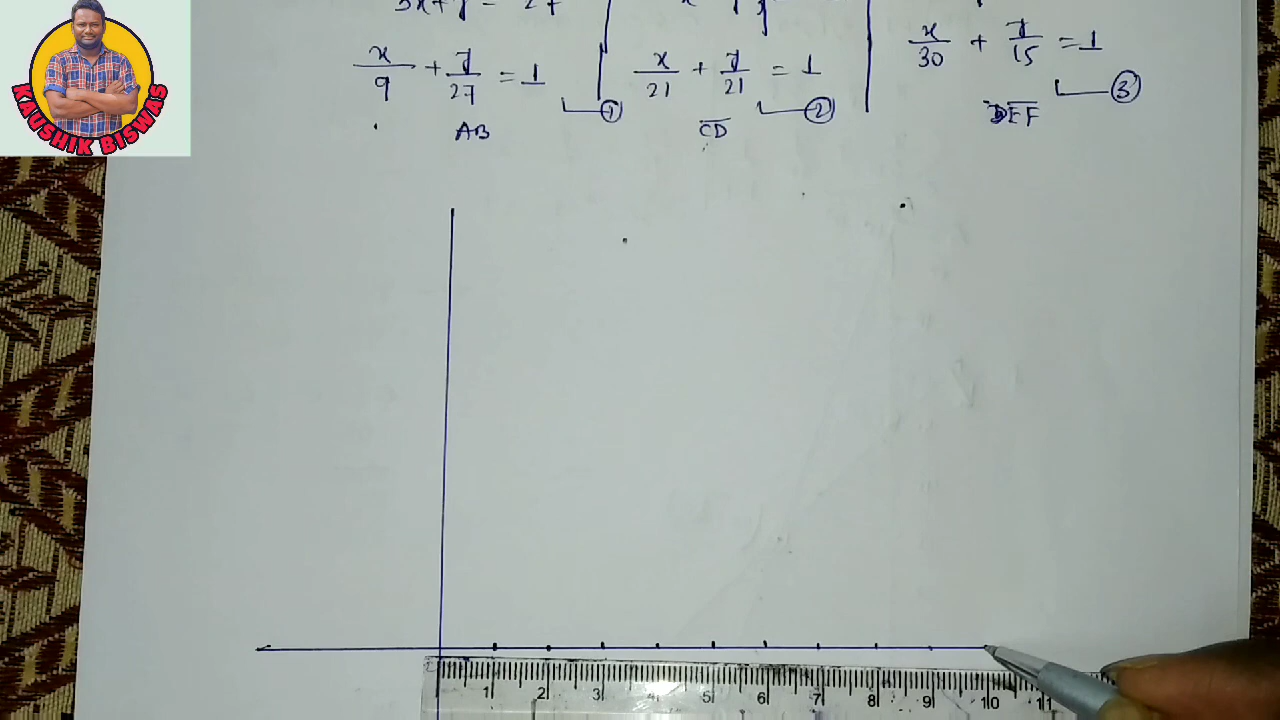 KAUSHIK BISWAS
x/9 + y/27 = 1
①
AB
x/21 + y/21 = 1
②
CD
x/30 + y/15 = 1
③
EF
1 2 3 4 5 6 7 8 9 10 11